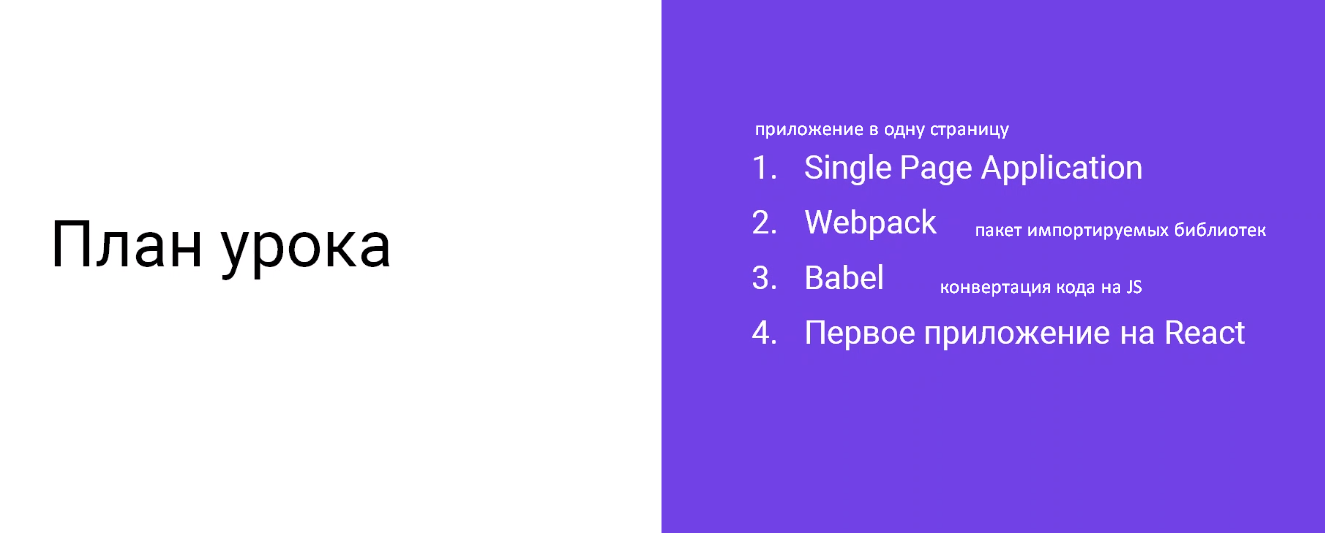 План урока
приложение в одну страницу
1. Single Page Application
2. Webpack пакет импортируемых библиотек
3. Babel конвертация кода на JS
4. Первое приложение на React